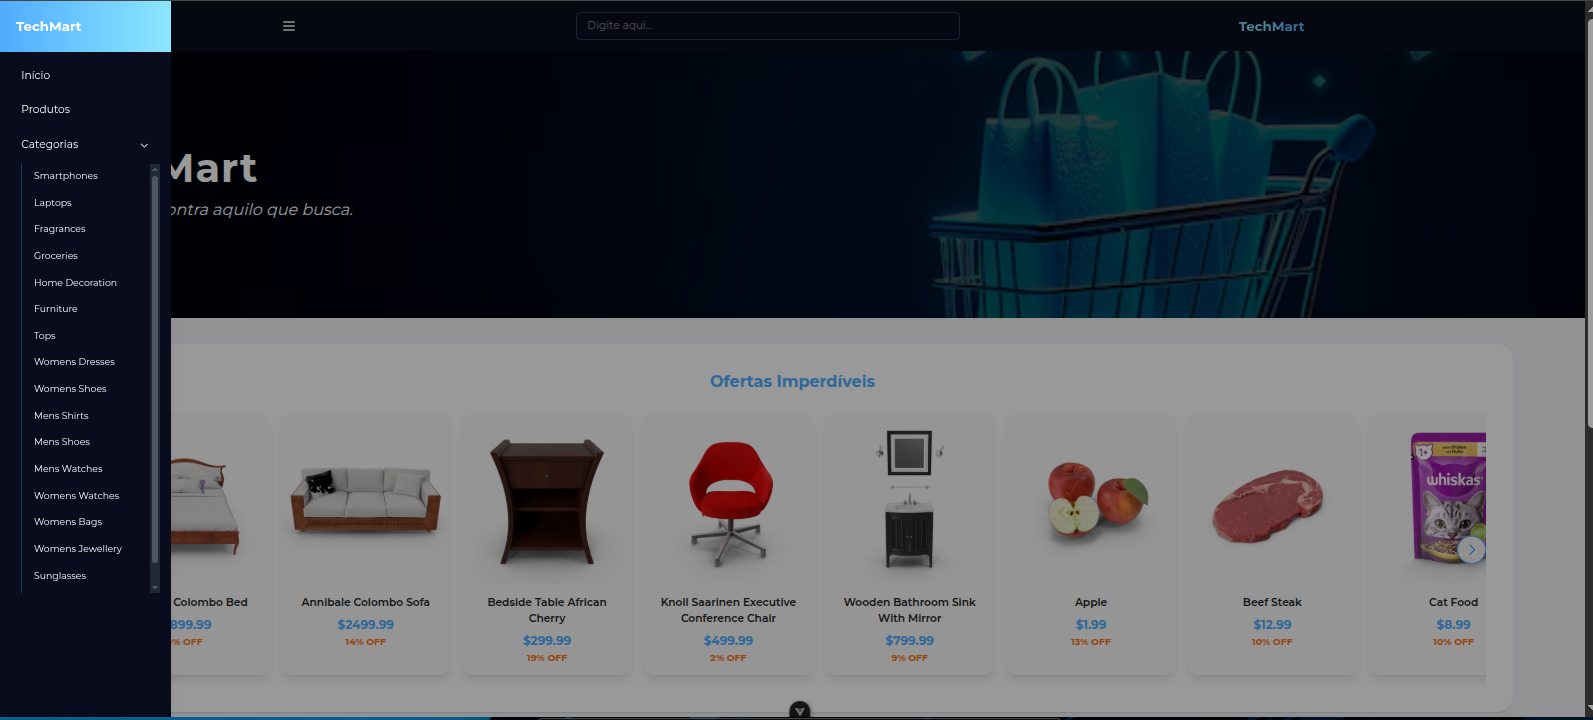 TechMart
Digite aqui...
TechMart
Início
Produtos
Categorias
Smartphones
Laptops
Fragrances
Groceries
Home Decoration
Furniture
Tops
Womens Dresses
Womens Shoes
Mens Shirts
Mens Shoes
Mens Watches
Womens Watches
Womens Bags
Womens Jewellery
Sunglasses
Mart
ontra aquilo que busca.
Ofertas Imperdíveis
Colombo Bed
899.99
% OFF
Annibale Colombo Sofa
$2499.99
14% OFF
Bedside Table African
Cherry
$299.99
19% OFF
Knoll Saarinen Executive
Conference Chair
$499.99
2% OFF
Wooden Bathroom Sink
With Mirror
$799.99
9% OFF
Apple
$1.99
13% OFF
Beef Steak
$12.99
10% OFF
1+
whiskas
Cat Food
$8.99
10% OFF